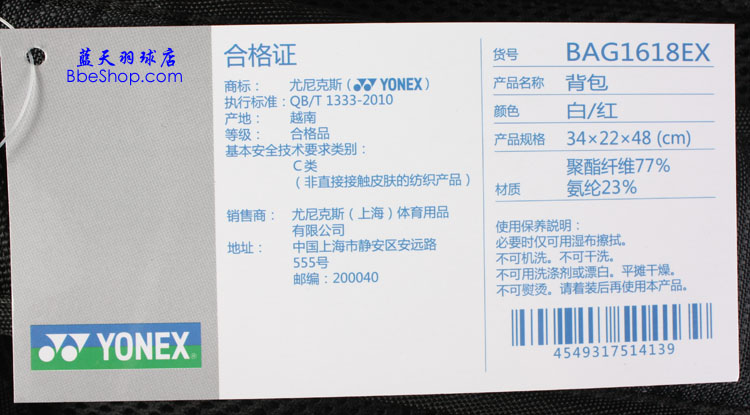 蓝天羽球店
BbeShop.com
合格证
商标： 尤尼克斯（YONEX）
执行标准：QB/T 1333-2010
产地： 越南
等级： 合格品
基本安全技术要求类别：
C 类
（非直接接触皮肤的纺织产品）
销售商： 尤尼克斯（上海）体育用品
有限公司
地址： 中国上海市静安区安远路
555号
邮编：200040
YONEX
货号 BAG1618EX
产品名称 背包
颜色 白/红
产品规格 34×22×48 (cm)
聚酯纤维77%
材质 氨纶23%
使用保养説明：
必要时仅可用湿布擦拭。
不可机洗。不可干洗。
不可用洗涤剂或漂白。平摊干燥。
不可熨烫。请着装后再使用本产品。
4549317514139